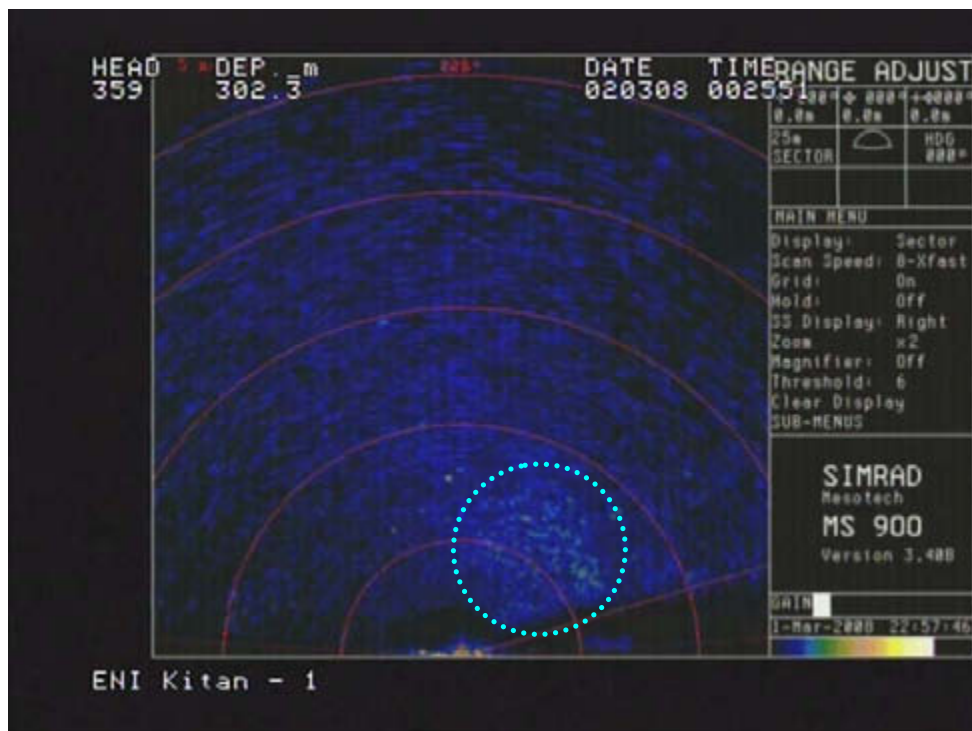 HEAD 5 m DEP._m DATE TIME
359 302.3 020308 002551
RANGE ADJUST
0.0m 0.0m 0.0m
25m
SECTOR
HDG
000°
MAIN MENU
Display: Sector
Scan Speed: 8-Xfast
Grid: On
Hold: Off
SS Display: Right
Zoom x2
Magnifier: Off
Threshold: 6
Clear Display
SUB-MENUS
SIMRAD
Mesotech
MS 900
Version 3.40B
GAIN
1-Mar-2008 22:57:46
ENI Kitan - 1